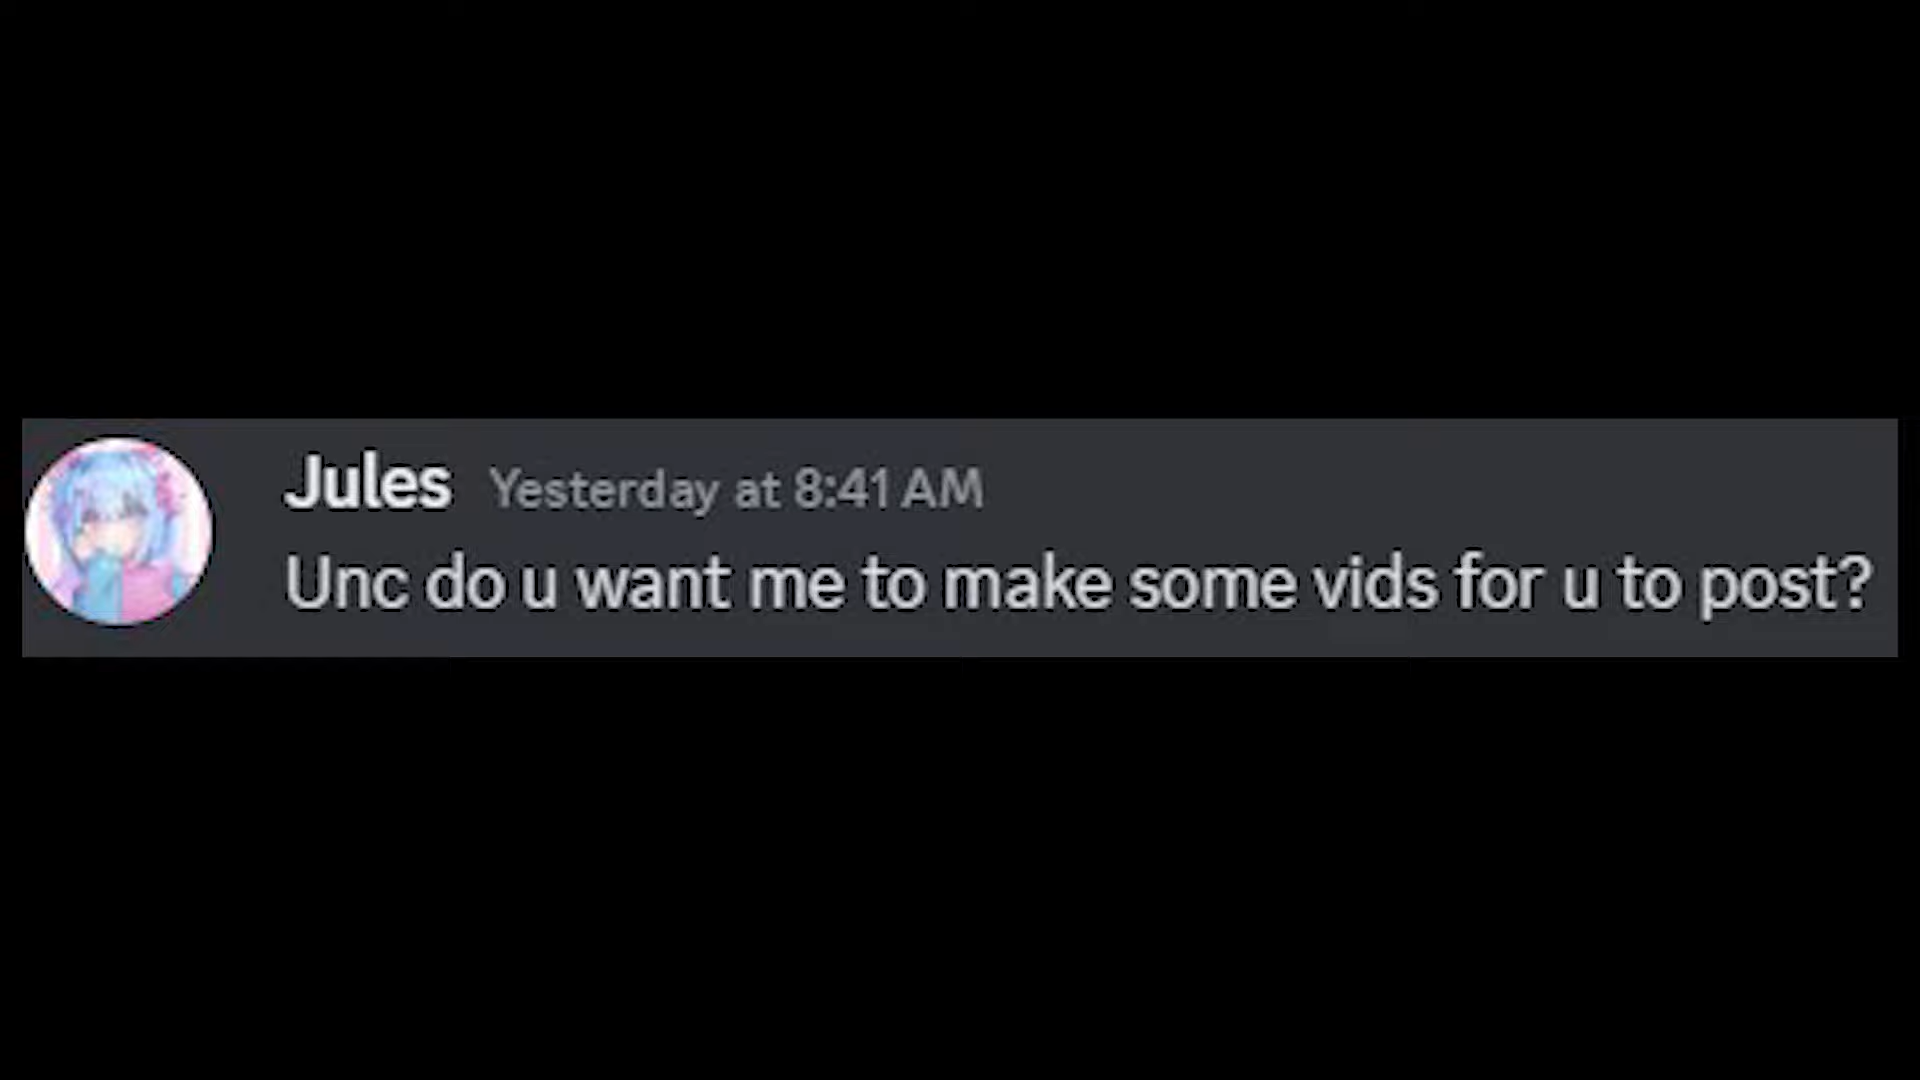 Jules Yesterday at 8:41 AM
Unc do u want me to make some vids for u to post?